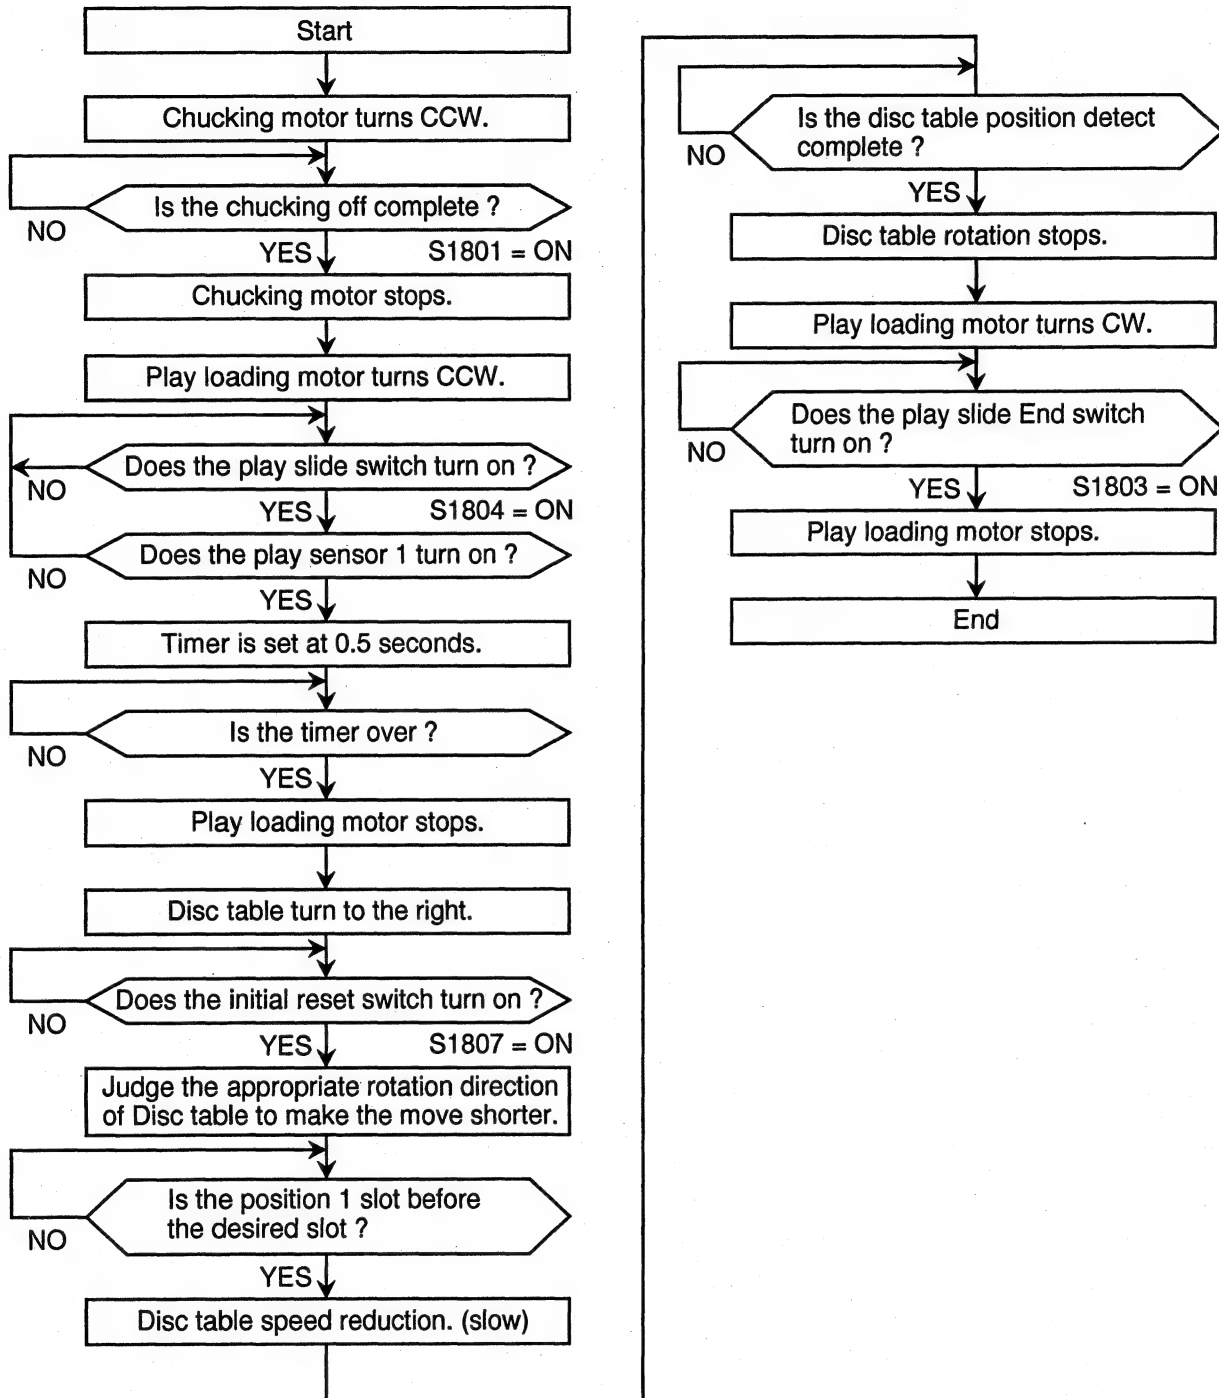 Start
Chucking motor turns CCW.
Is the chucking off complete ?
NO
YES
S1801 = ON
Chucking motor stops.
Play loading motor turns CCW.
Does the play slide switch turn on ?
NO
YES
S1804 = ON
Does the play sensor 1 turn on ?
NO
YES
Timer is set at 0.5 seconds.
Is the timer over ?
NO
YES
Play loading motor stops.
Disc table turn to the right.
Does the initial reset switch turn on ?
NO
YES
S1807 = ON
Judge the appropriate rotation direction
of Disc table to make the move shorter.
Is the position 1 slot before
the desired slot ?
NO
YES
Disc table speed reduction. (slow)
Is the disc table position detect
complete ?
NO
YES
Disc table rotation stops.
Play loading motor turns CW.
Does the play slide End switch
turn on ?
NO
YES
S1803 = ON
Play loading motor stops.
End